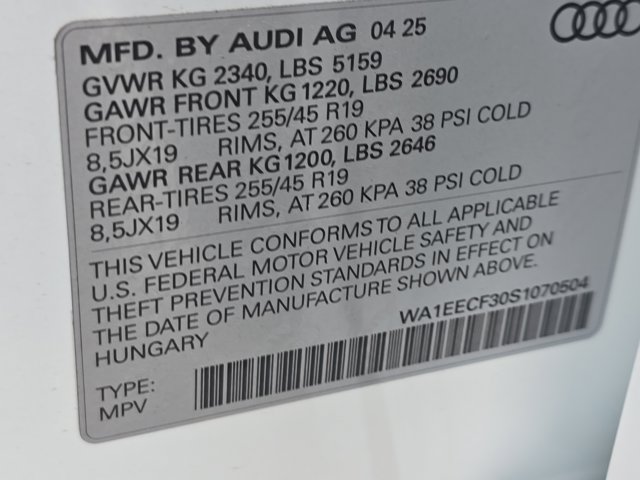 MFD. BY AUDI AG 04 25
GVWR KG 2340, LBS 5159
GAWR FRONT KG 1220, LBS 2690
FRONT-TIRES 255/45 R19
8,5JX19 RIMS, AT 260 KPA 38 PSI COLD
GAWR REAR KG1200, LBS 2646
REAR-TIRES 255/45 R19
8,5JX19 RIMS, AT 260 KPA 38 PSI COLD
THIS VEHICLE CONFORMS TO ALL APPLICABLE
U.S. FEDERAL MOTOR VEHICLE SAFETY AND
THEFT PREVENTION STANDARDS IN EFFECT ON
THE DATE OF MANUFACTURE SHOWN ABOVE.
HUNGARY
WA1EECF30S1070504
TYPE:
MPV